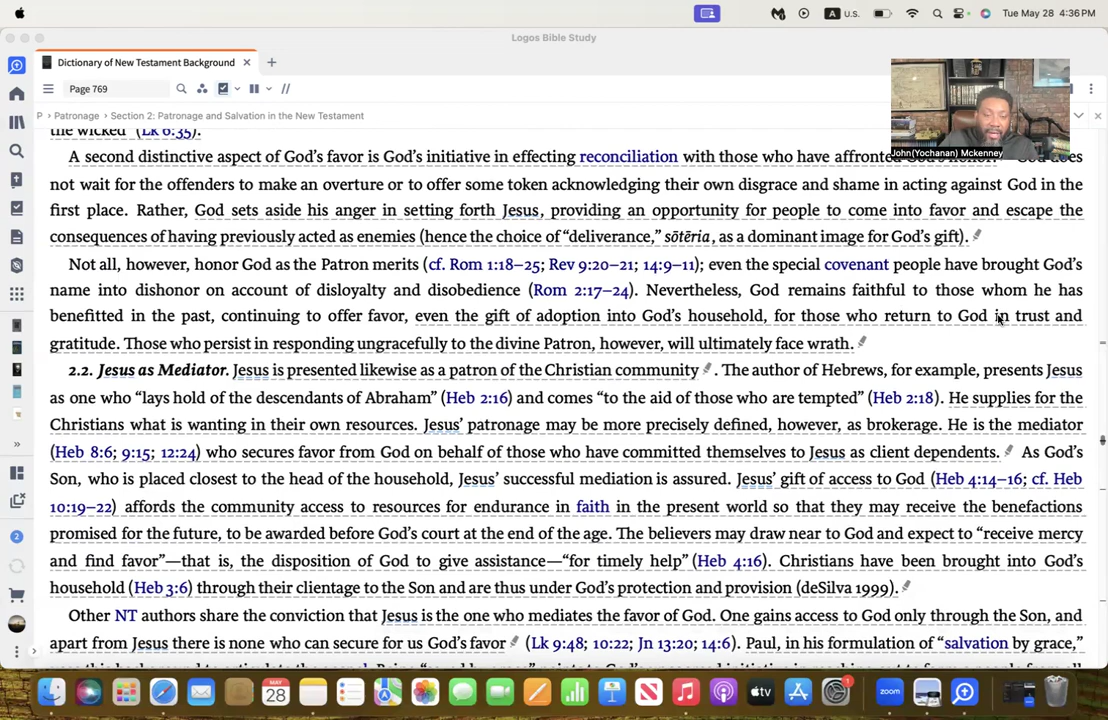 U.S.
Tue May 28 4:36 PM
Logos Bible Study
Dictionary of New Testament Background
Page 769
P > Patronage > Section 2: Patronage and Salvation in the New Testament
John(Yochanan) Mckenney
the wicked" (Lk 6:35).
A second distinctive aspect of God's favor is God's initiative in effecting reconciliation with those who have affronted God's honor. God does
not wait for the offenders to make an overture or to offer some token acknowledging their own disgrace and shame in acting against God in the
first place. Rather, God sets aside his anger in setting forth Jesus, providing an opportunity for people to come into favor and escape the
consequences of having previously acted as enemies (hence the choice of “deliverance,” sōtēria, as a dominant image for God's gift).
Not all, however, honor God as the Patron merits (cf. Rom 1:18–25; Rev 9:20–21; 14:9–11); even the special covenant people have brought God's
name into dishonor on account of disloyalty and disobedience (Rom 2:17–24). Nevertheless, God remains faithful to those whom he has
benefitted in the past, continuing to offer favor, even the gift of adoption into God's household, for those who return to God in trust and
gratitude. Those who persist in responding ungracefully to the divine Patron, however, will ultimately face wrath.
2.2. Jesus as Mediator. Jesus is presented likewise as a patron of the Christian community. The author of Hebrews, for example, presents Jesus
as one who “lays hold of the descendants of Abraham” (Heb 2:16) and comes “to the aid of those who are tempted” (Heb 2:18). He supplies for the
Christians what is wanting in their own resources. Jesus' patronage may be more precisely defined, however, as brokerage. He is the mediator
(Heb 8:6; 9:15; 12:24) who secures favor from God on behalf of those who have committed themselves to Jesus as client dependents. As God's
Son, who is placed closest to the head of the household, Jesus' successful mediation is assured. Jesus' gift of access to God (Heb 4:14–16; cf. Heb
10:19–22) affords the community access to resources for endurance in faith in the present world so that they may receive the benefactions
promised for the future, to be awarded before God's court at the end of the age. The believers may draw near to God and expect to “receive mercy
and find favor”—that is, the disposition of God to give assistance—“for timely help” (Heb 4:16). Christians have been brought into God's
household (Heb 3:6) through their clientage to the Son and are thus under God's protection and provision (deSilva 1999).
Other NT authors share the conviction that Jesus is the one who mediates the favor of God. One gains access to God only through the Son, and
apart from Jesus there is none who can secure for us God's favor (Lk 9:48; 10:22; Jn 13:20; 14:6). Paul, in his formulation of “salvation by grace,”
2
MAY
28
tv
1
zoom